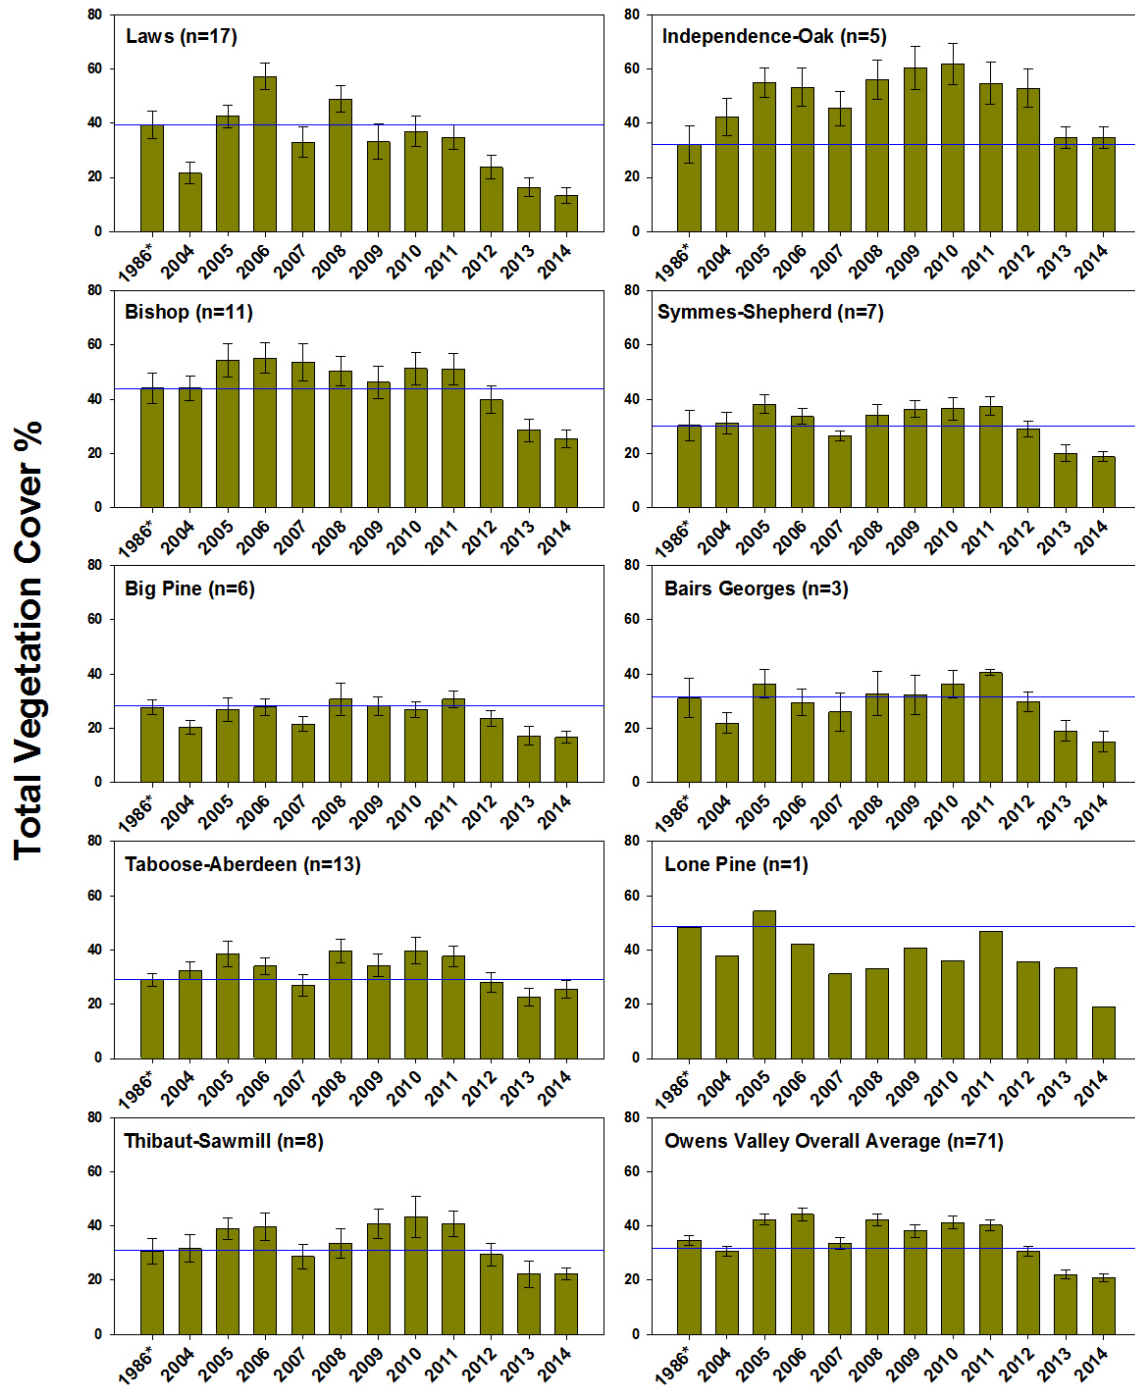 Total Vegetation Cover %
Laws (n=17)
80
60
40
20
0
1986* 2004 2005 2006 2007 2008 2009 2010 2011 2012 2013 2014
Independence-Oak (n=5)
80
60
40
20
0
1986* 2004 2005 2006 2007 2008 2009 2010 2011 2012 2013 2014
Bishop (n=11)
80
60
40
20
0
1986* 2004 2005 2006 2007 2008 2009 2010 2011 2012 2013 2014
Symmes-Shepherd (n=7)
80
60
40
20
0
1986* 2004 2005 2006 2007 2008 2009 2010 2011 2012 2013 2014
Big Pine (n=6)
80
60
40
20
0
1986* 2004 2005 2006 2007 2008 2009 2010 2011 2012 2013 2014
Bairs Georges (n=3)
80
60
40
20
0
1986* 2004 2005 2006 2007 2008 2009 2010 2011 2012 2013 2014
Taboose-Aberdeen (n=13)
80
60
40
20
0
1986* 2004 2005 2006 2007 2008 2009 2010 2011 2012 2013 2014
Lone Pine (n=1)
80
60
40
20
0
1986* 2004 2005 2006 2007 2008 2009 2010 2011 2012 2013 2014
Thibaut-Sawmill (n=8)
80
60
40
20
0
1986* 2004 2005 2006 2007 2008 2009 2010 2011 2012 2013 2014
Owens Valley Overall Average (n=71)
80
60
40
20
0
1986* 2004 2005 2006 2007 2008 2009 2010 2011 2012 2013 2014